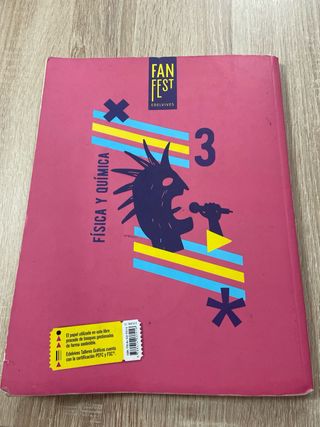 FAN
FEST
EDELVIVES
3
FÍSICA Y QUÍMICA
El papel utilizado en este libro
procede de bosques gestionados
de forma sostenible.
Edelvives Talleres Gráficos cuenta
con la certificación PEFC y FSC®.